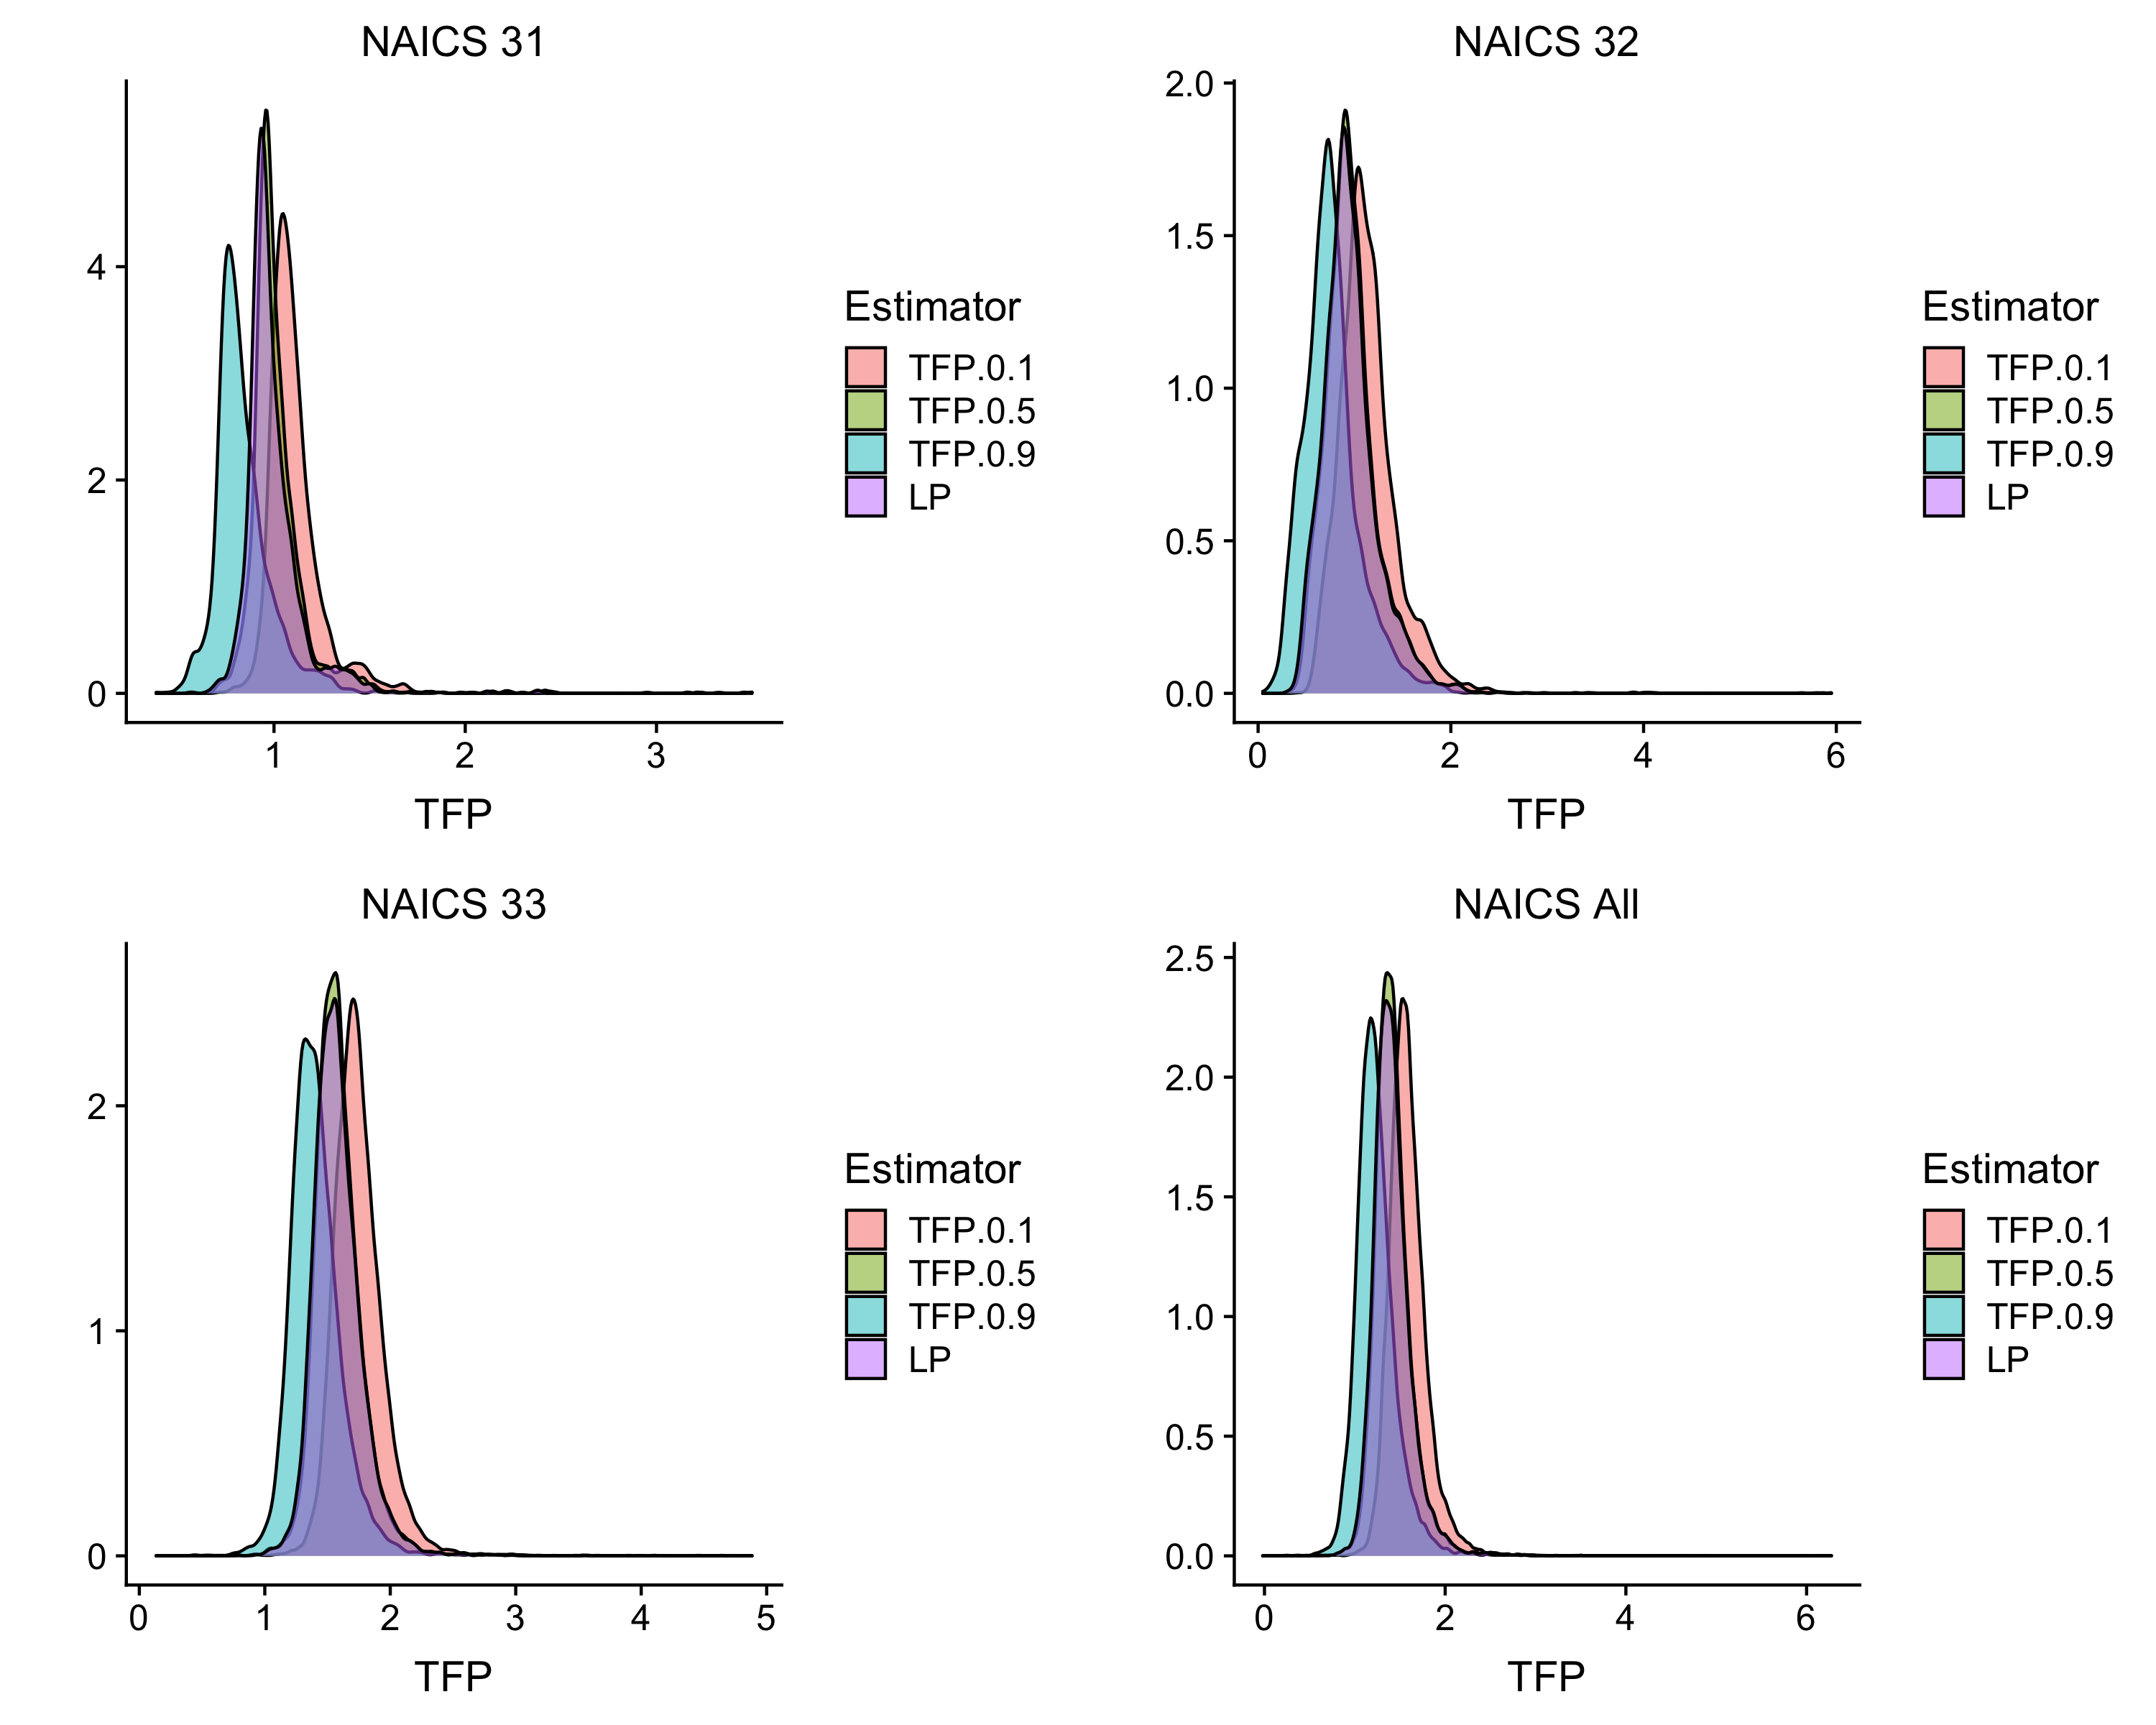 NAICS 31
4
2
0
1 2 3
TFP
Estimator
TFP.0.1
TFP.0.5
TFP.0.9
LP
NAICS 32
2.0
1.5
1.0
0.5
0.0
0 2 4 6
TFP
Estimator
TFP.0.1
TFP.0.5
TFP.0.9
LP
NAICS 33
2
1
0
0 1 2 3 4 5
TFP
Estimator
TFP.0.1
TFP.0.5
TFP.0.9
LP
NAICS All
2.5
2.0
1.5
1.0
0.5
0.0
0 2 4 6
TFP
Estimator
TFP.0.1
TFP.0.5
TFP.0.9
LP